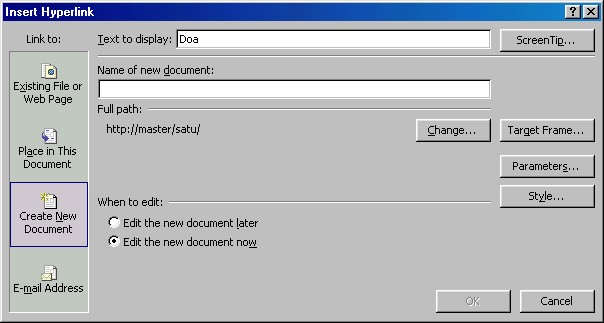 Insert Hyperlink
Link to:
Text to display: Doa
ScreenTip...
Existing File or
Web Page
Place in This
Document
Create New
Document
E-mail Address
Name of new document:
Full path:
http://master/satu/
Change...
Target Frame...
Parameters...
Style...
When to edit:
Edit the new document later
Edit the new document now
OK
Cancel